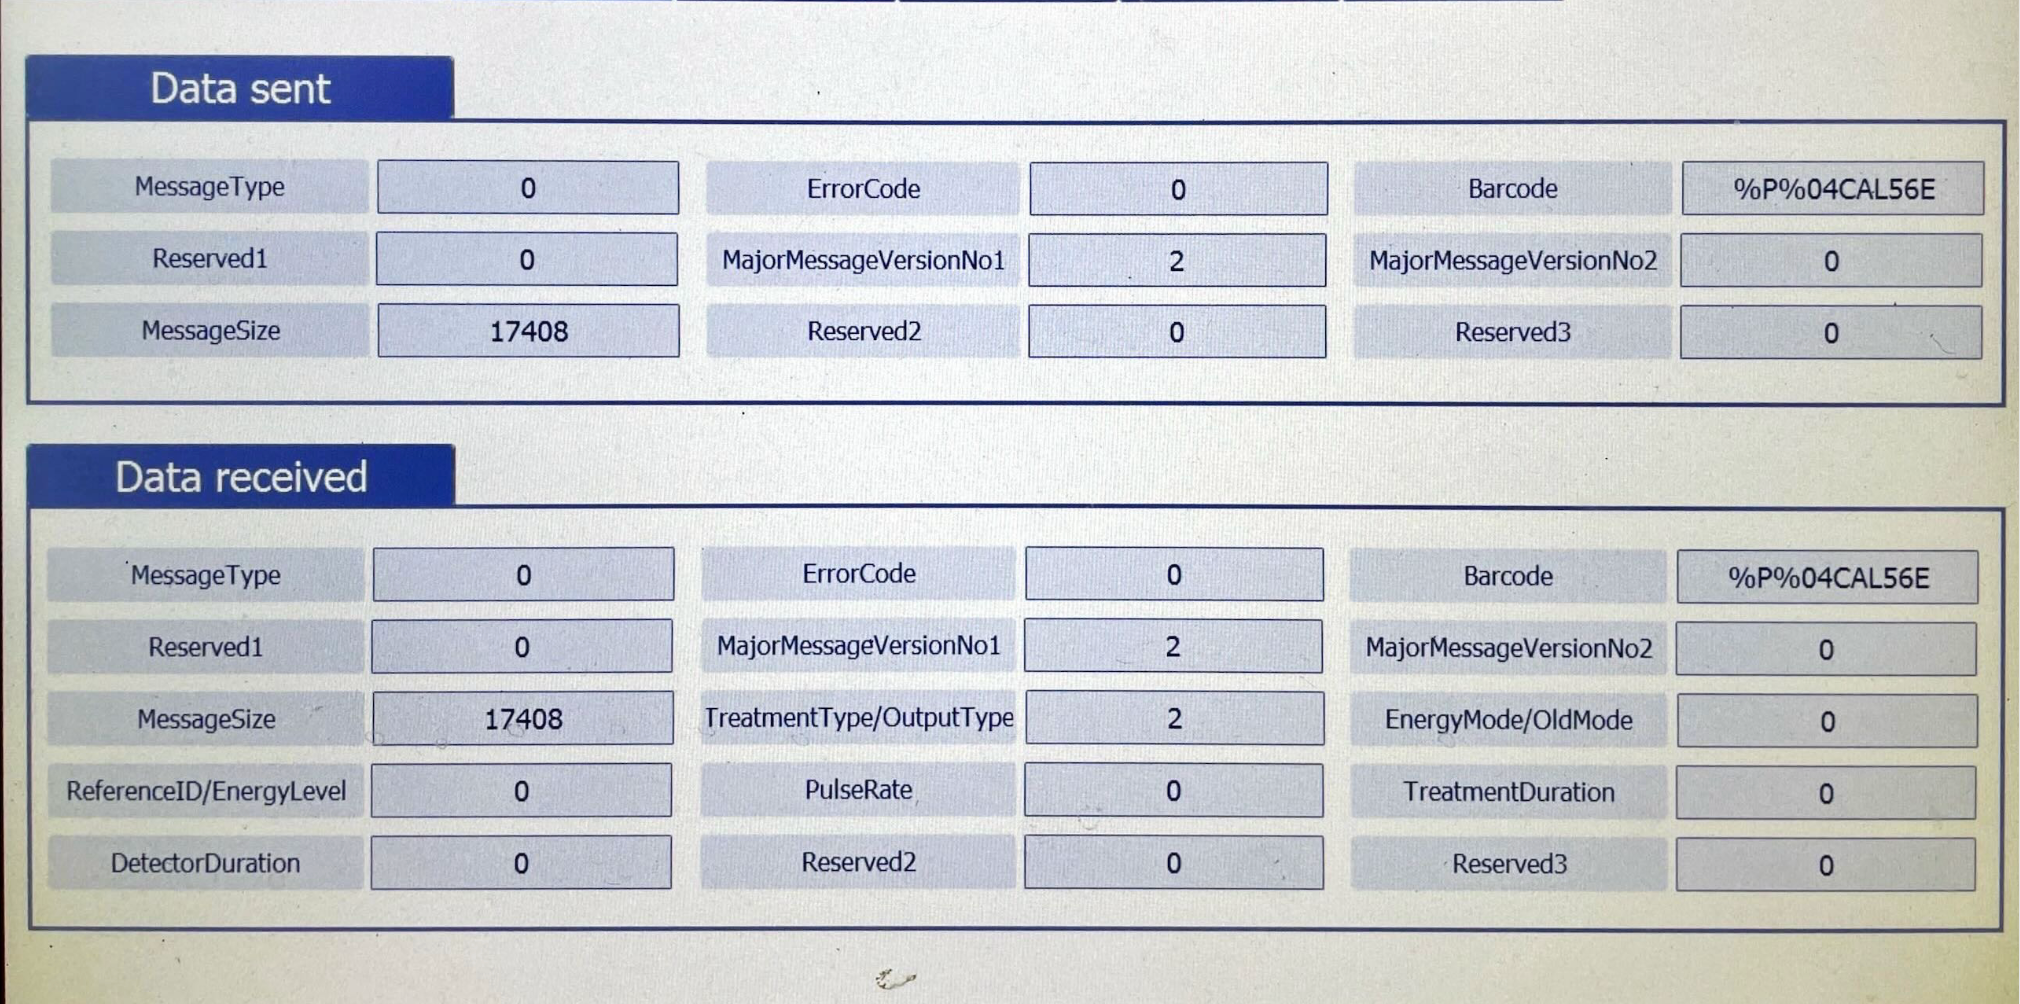 Data sent
MessageType 0 ErrorCode 0 Barcode %P%04CAL56E
Reserved1 0 MajorMessageVersionNo1 2 MajorMessageVersionNo2 0
MessageSize 17408 Reserved2 0 Reserved3 0
Data received
MessageType 0 ErrorCode 0 Barcode %P%04CAL56E
Reserved1 0 MajorMessageVersionNo1 2 MajorMessageVersionNo2 0
MessageSize 17408 TreatmentType/OutputType 2 EnergyMode/OldMode 0
ReferenceID/EnergyLevel 0 PulseRate 0 TreatmentDuration 0
DetectorDuration 0 Reserved2 0 Reserved3 0